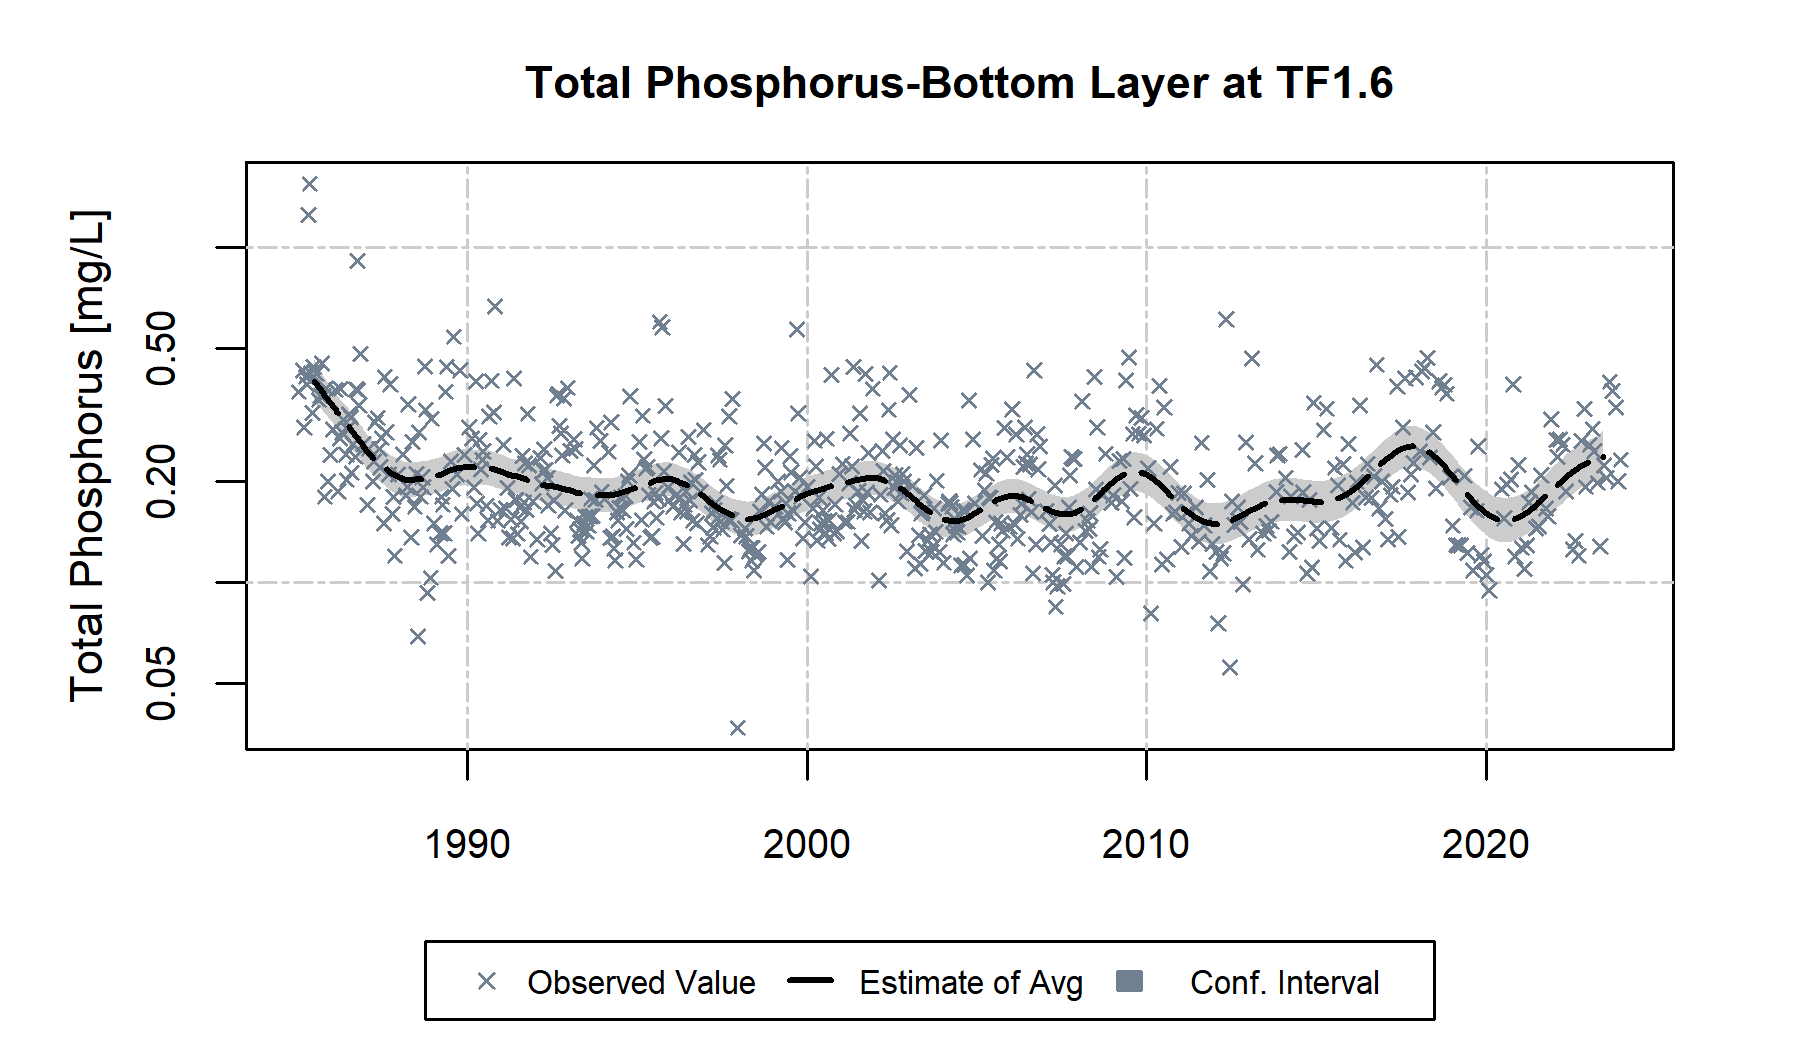 Total Phosphorus-Bottom Layer at TF1.6
Total Phosphorus [mg/L]
0.50
0.20
0.05
1990
2000
2010
2020
Observed Value
Estimate of Avg
Conf. Interval